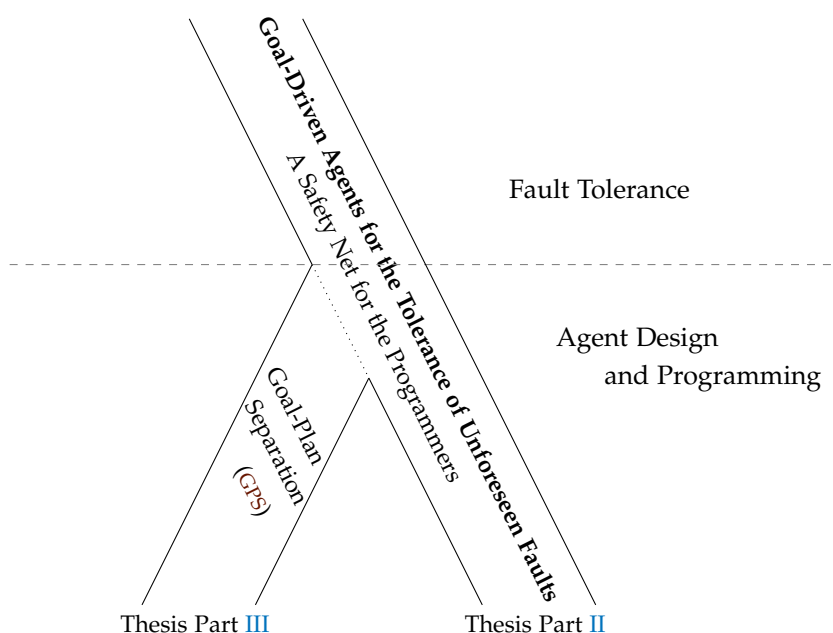 Goal-Driven Agents for the Tolerance of Unforeseen Faults
A Safety Net for the Programmers
Fault Tolerance
Agent Design
and Programming
Goal-Plan
Separation
(GPS)
Thesis Part III
Thesis Part II